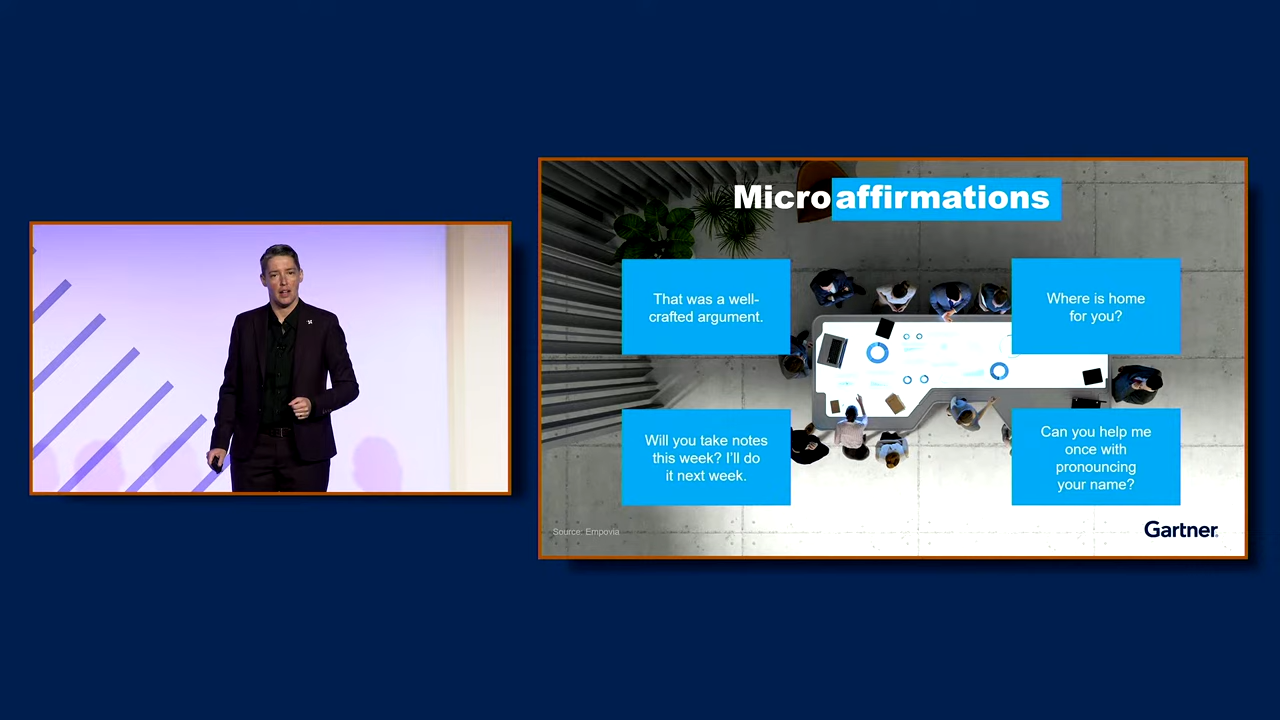 Microaffirmations
That was a well-
crafted argument.
Where is home
for you?
Will you take notes
this week? I'll do
it next week.
Can you help me
once with
pronouncing
your name?
Source: Empovia
Gartner